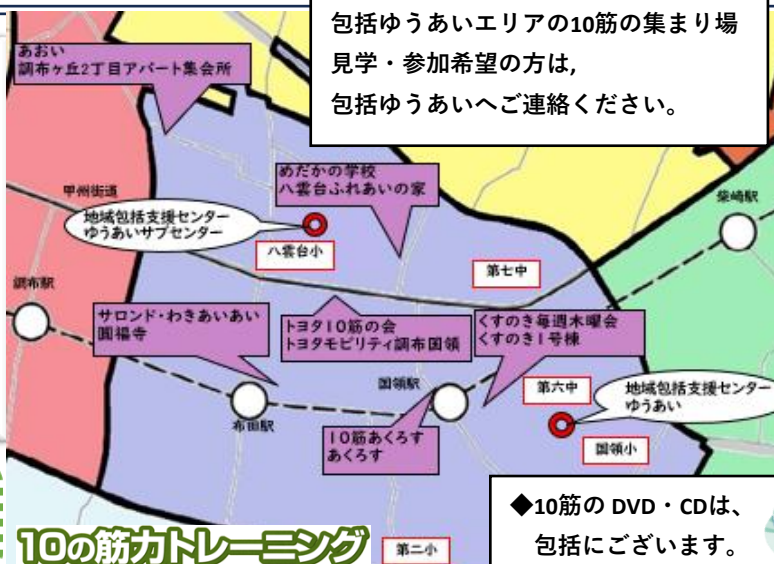 包括ゆうあいエリアの10筋の集まり場
見学・参加希望の方は,
包括ゆうあいへご連絡ください。
あおい
調布ヶ丘2丁目アパート集会所
めだかの学校
八雲台ふれあいの家
甲州街道
柴崎駅
地域包括支援センター
ゆうあいサブセンター
八雲台小
第七中
調布駅
サロンド・わきあいあい
圓福寺
トヨタ10筋の会
トヨタモビリティ調布国領
くすのき毎週木曜会
くすのき1号棟
国領駅
第六中
地域包括支援センター
ゆうあい
布田駅
10筋あくろす
あくろす
国領小
◆10筋の DVD・CDは、
包括にございます。
10の筋力トレーニング
第二小